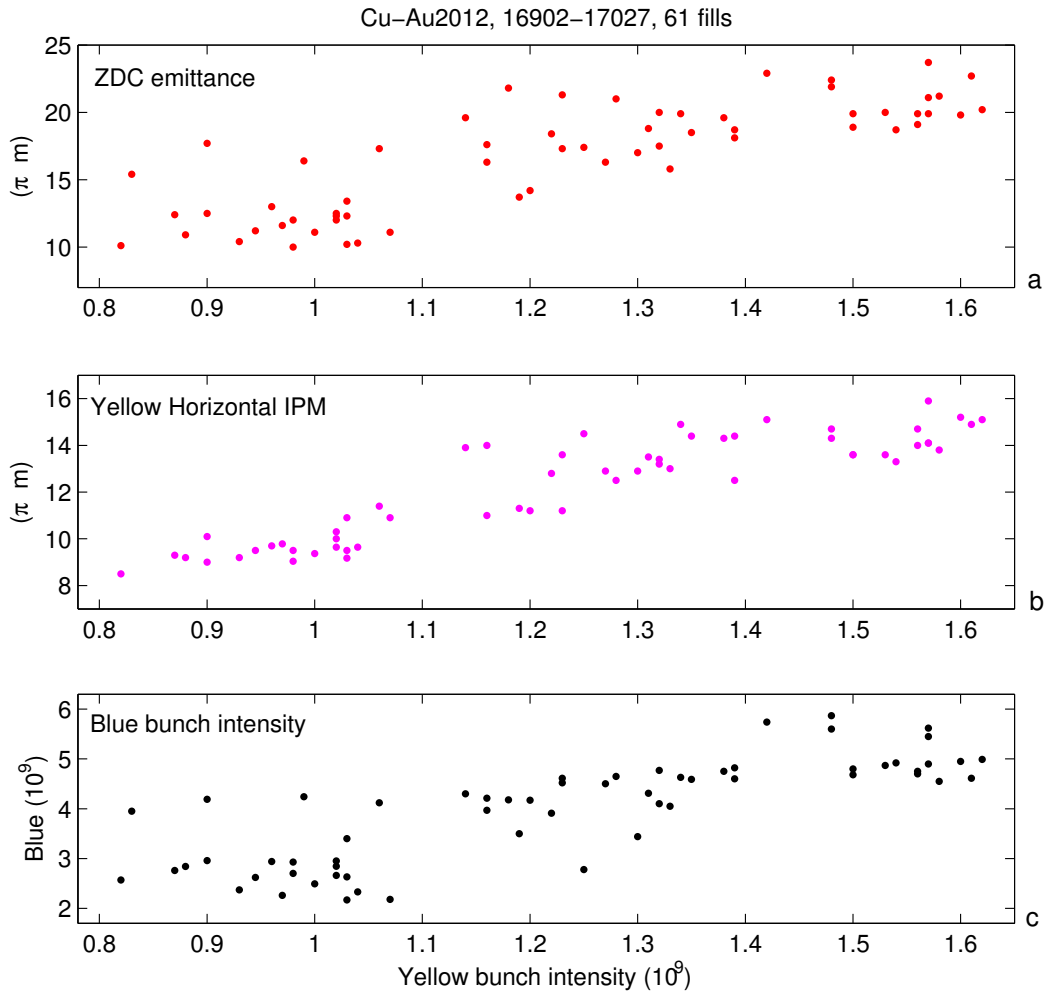 Cu−Au2012, 16902−17027, 61 fills
25
20
15
10
(π m)
ZDC emittance
0.8 0.9 1 1.1 1.2 1.3 1.4 1.5 1.6
a
16
14
12
10
8
(π m)
Yellow Horizontal IPM
0.8 0.9 1 1.1 1.2 1.3 1.4 1.5 1.6
b
6
5
4
3
2
Blue (10^9)
Blue bunch intensity
0.8 0.9 1 1.1 1.2 1.3 1.4 1.5 1.6
c
Yellow bunch intensity (10^9)